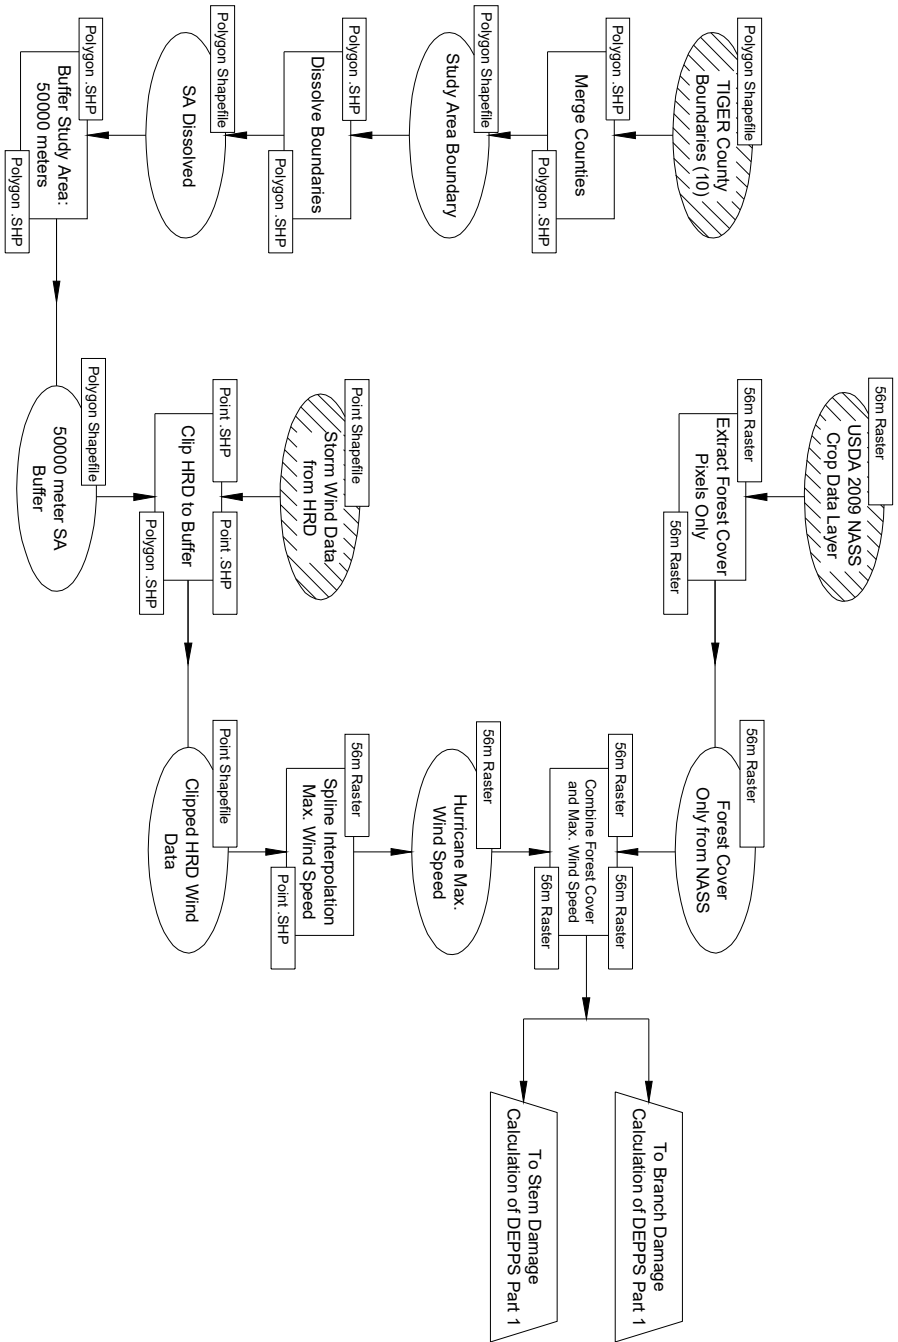 Polygon Shapefile
TIGER County
Boundaries (10)
Polygon .SHP
Merge Counties
Polygon .SHP
Polygon Shapefile
Study Area Boundary
Polygon .SHP
Dissolve Boundaries
Polygon .SHP
Polygon Shapefile
SA Dissolved
Polygon .SHP
Buffer Study Area:
50000 meters
Polygon .SHP
56m Raster
USDA 2009 NASS
Crop Data Layer
56m Raster
Extract Forest Cover
Pixels Only
56m Raster
Point Shapefile
Storm Wind Data
from HRD
Point .SHP
Point .SHP
Clip HRD to Buffer
Polygon .SHP
Polygon Shapefile
50000 meter SA
Buffer
56m Raster
Forest Cover
Only from NASS
56m Raster
56m Raster
Combine Forest Cover
and Max. Wind Speed
56m Raster
56m Raster
Hurricane Max.
Wind Speed
56m Raster
Spline Interpolation
Max. Wind Speed
Point .SHP
Point Shapefile
Clipped HRD Wind
Data
To Branch Damage
Calculation of DEPPS Part 1
To Stem Damage
Calculation of DEPPS Part 1